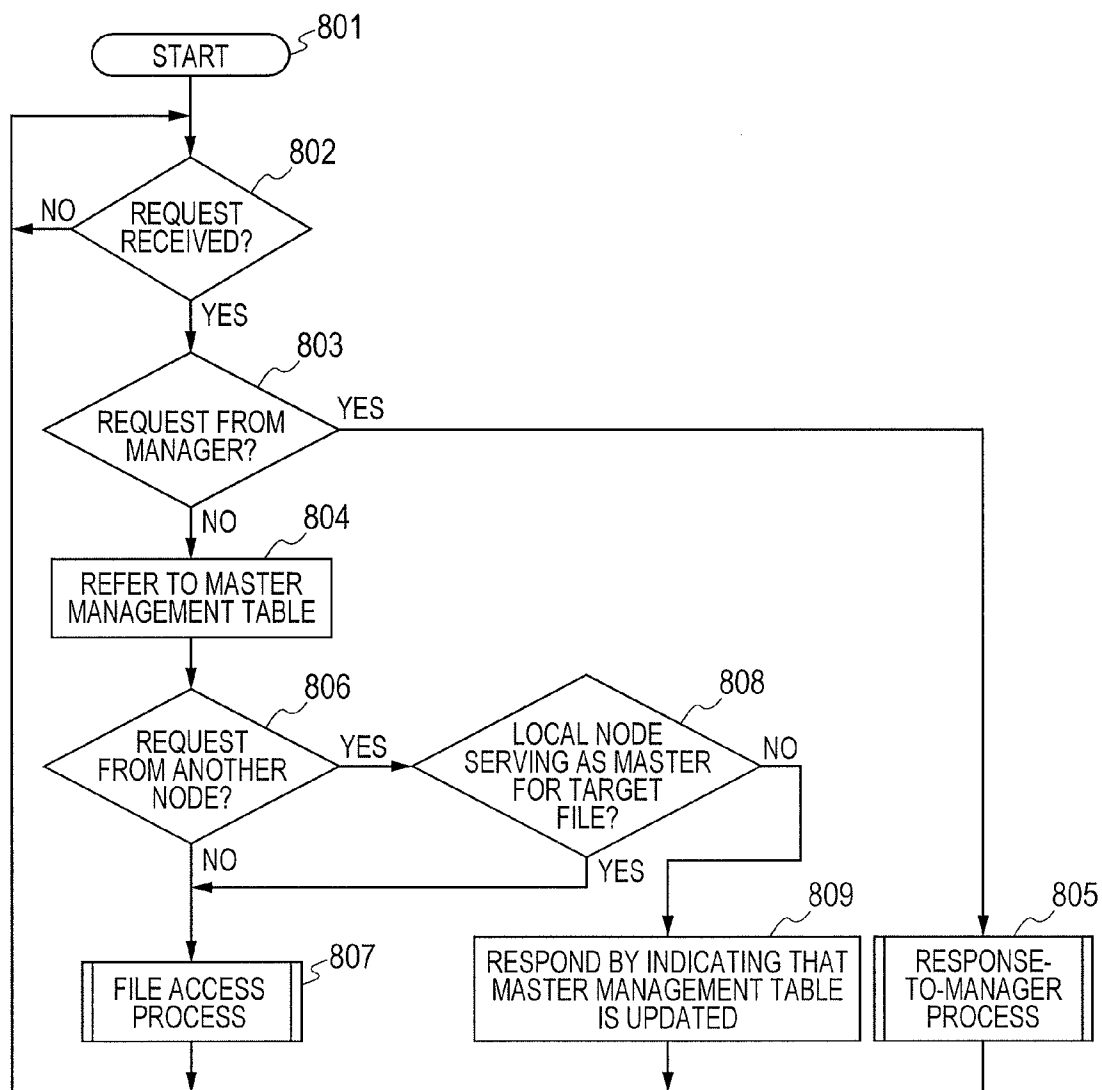 801
START
802
NO
REQUEST
RECEIVED?
YES
803
REQUEST FROM
MANAGER?
YES
NO
804
REFER TO MASTER
MANAGEMENT TABLE
806
REQUEST
FROM ANOTHER
NODE?
YES
808
LOCAL NODE
SERVING AS MASTER
FOR TARGET
FILE?
NO
NO
YES
809
805
FILE ACCESS
PROCESS
807
RESPOND BY INDICATING THAT
MASTER MANAGEMENT TABLE
IS UPDATED
RESPONSE-
TO-MANAGER
PROCESS